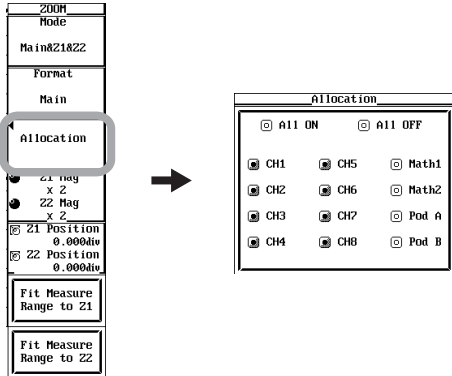 ZOOM
Mode
Main&Z1&Z2
Format
Main
Allocation
Z1 Mag
x 2
Z2 Mag
x 2
Z1 Position
0.000div
Z2 Position
0.000div
Fit Measure
Range to Z1
Fit Measure
Range to Z2
Allocation
All ON All OFF
CH1 CH5 Math1
CH2 CH6 Math2
CH3 CH7 Pod A
CH4 CH8 Pod B